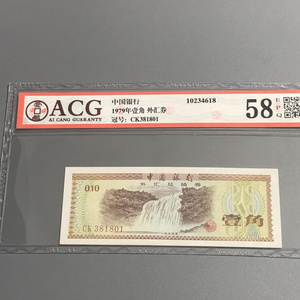 ACG
AI CANG GUARANTY
中国银行 10234618
1979年壹角 外汇券
冠号: CK381801
58 EPQ
中国银行
外汇兑换券
010
壹角
CK 381801